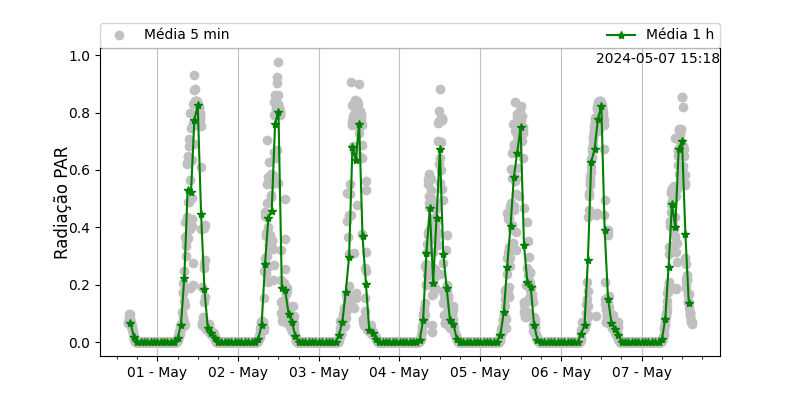 Média 5 min
Média 1 h
2024-05-07 15:18
Radiação PAR
1.0
0.8
0.6
0.4
0.2
0.0
01 - May
02 - May
03 - May
04 - May
05 - May
06 - May
07 - May